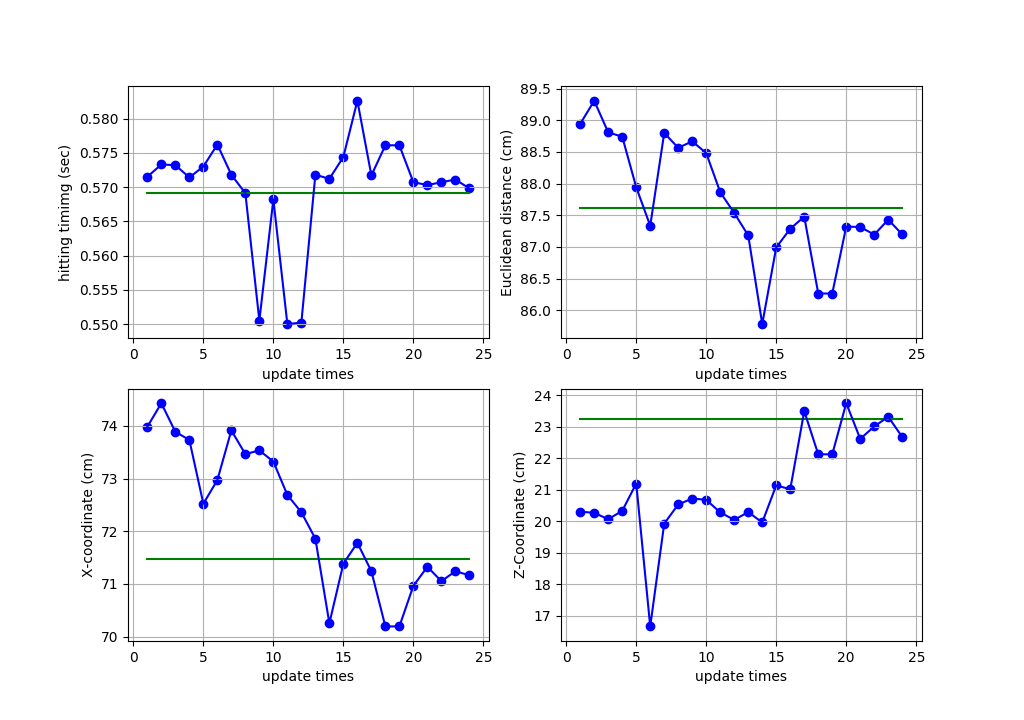 hitting timimg (sec)
0.580
0.575
0.570
0.565
0.560
0.555
0.550
0 5 10 15 20 25
update times
Euclidean distance (cm)
89.5
89.0
88.5
88.0
87.5
87.0
86.5
86.0
0 5 10 15 20 25
update times
X-coordinate (cm)
74
73
72
71
70
0 5 10 15 20 25
update times
Z-Coordinate (cm)
24
23
22
21
20
19
18
17
0 5 10 15 20 25
update times